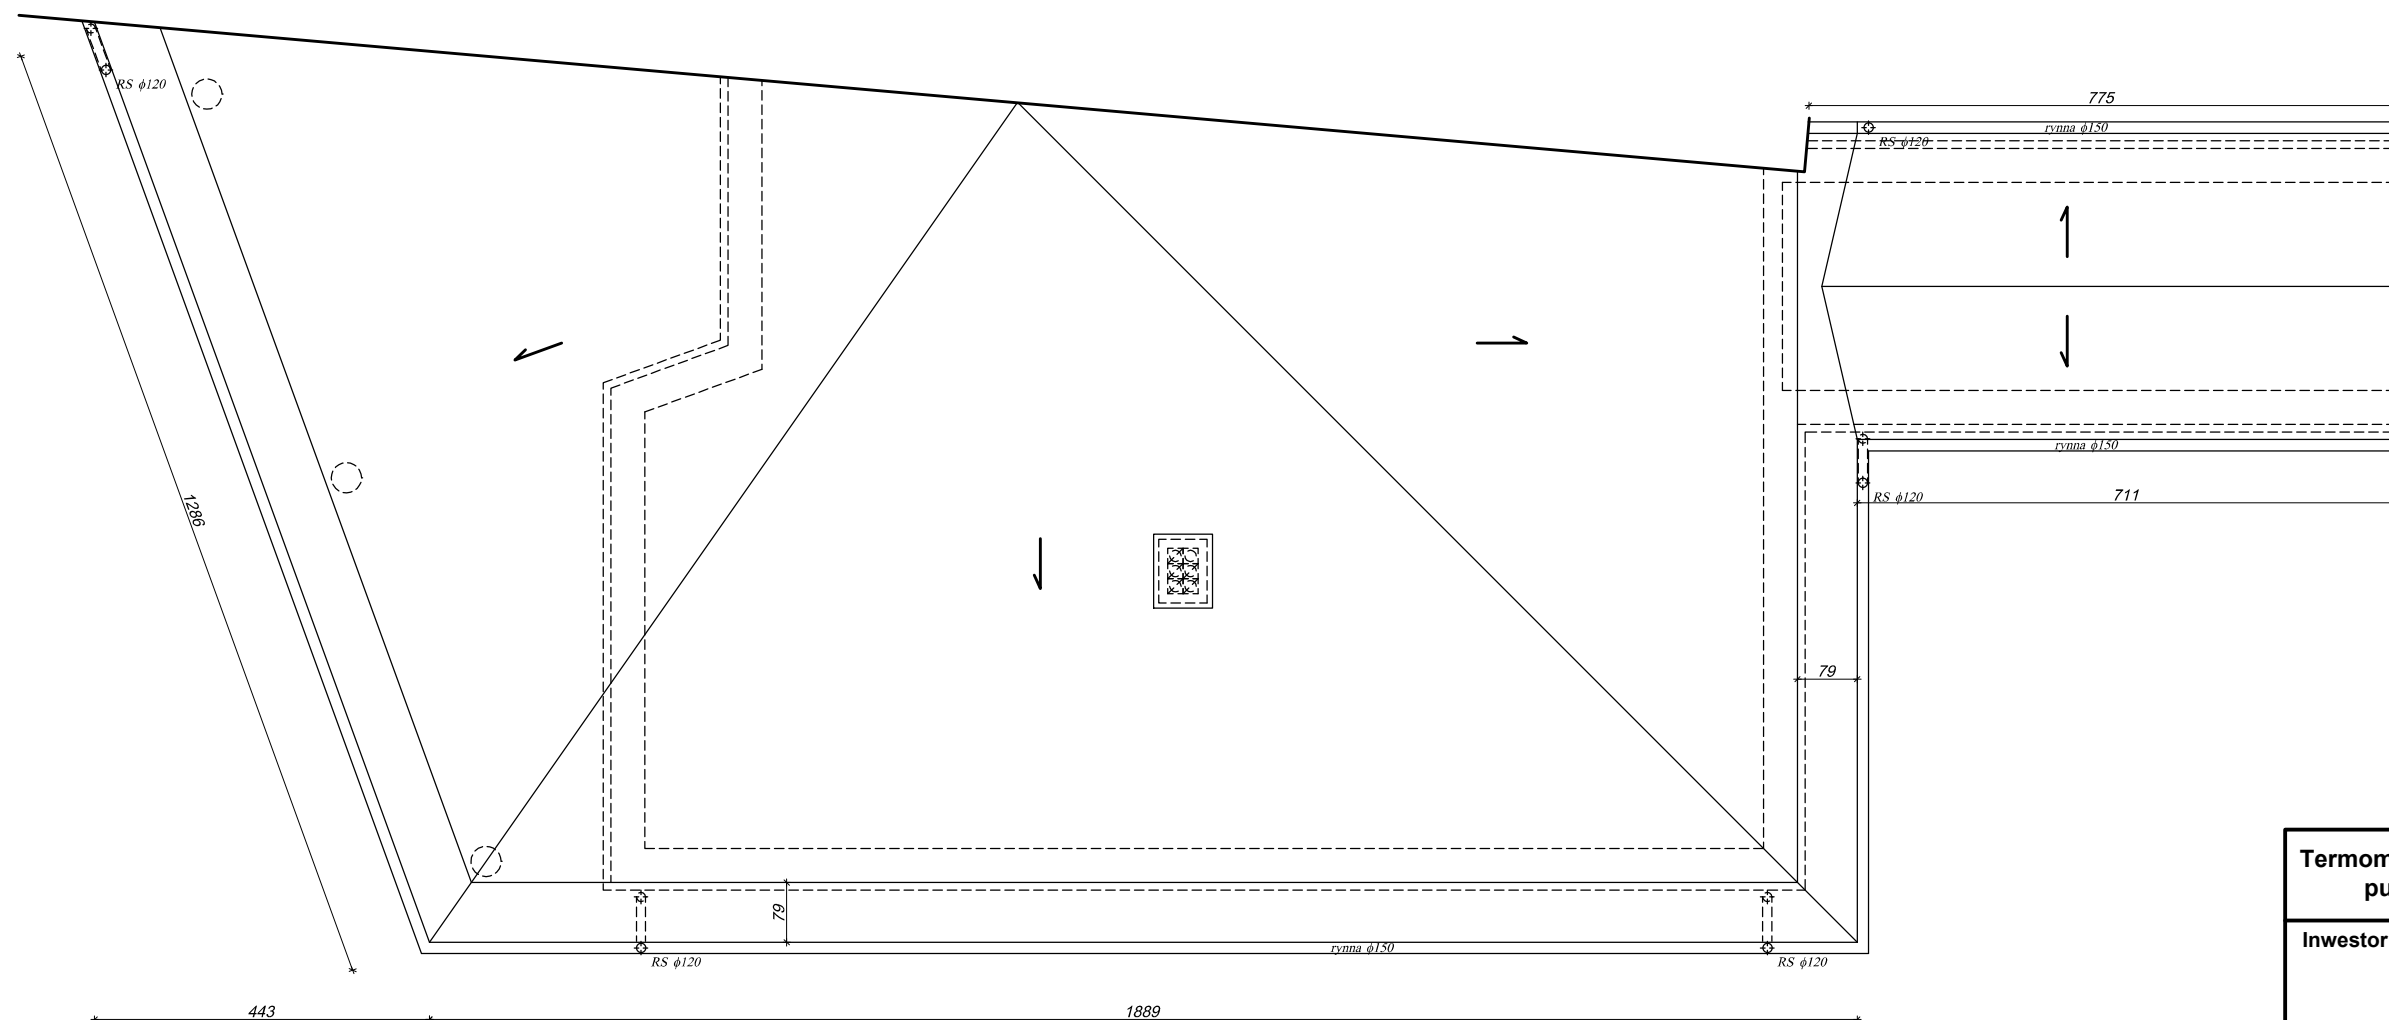 775
rynna ϕ150
RS ϕ120
RS ϕ120
rynna ϕ150
RS ϕ120
711
1286
79
79
rynna ϕ150
RS ϕ120
RS ϕ120
443
1889
Termom
pu
Inwestor